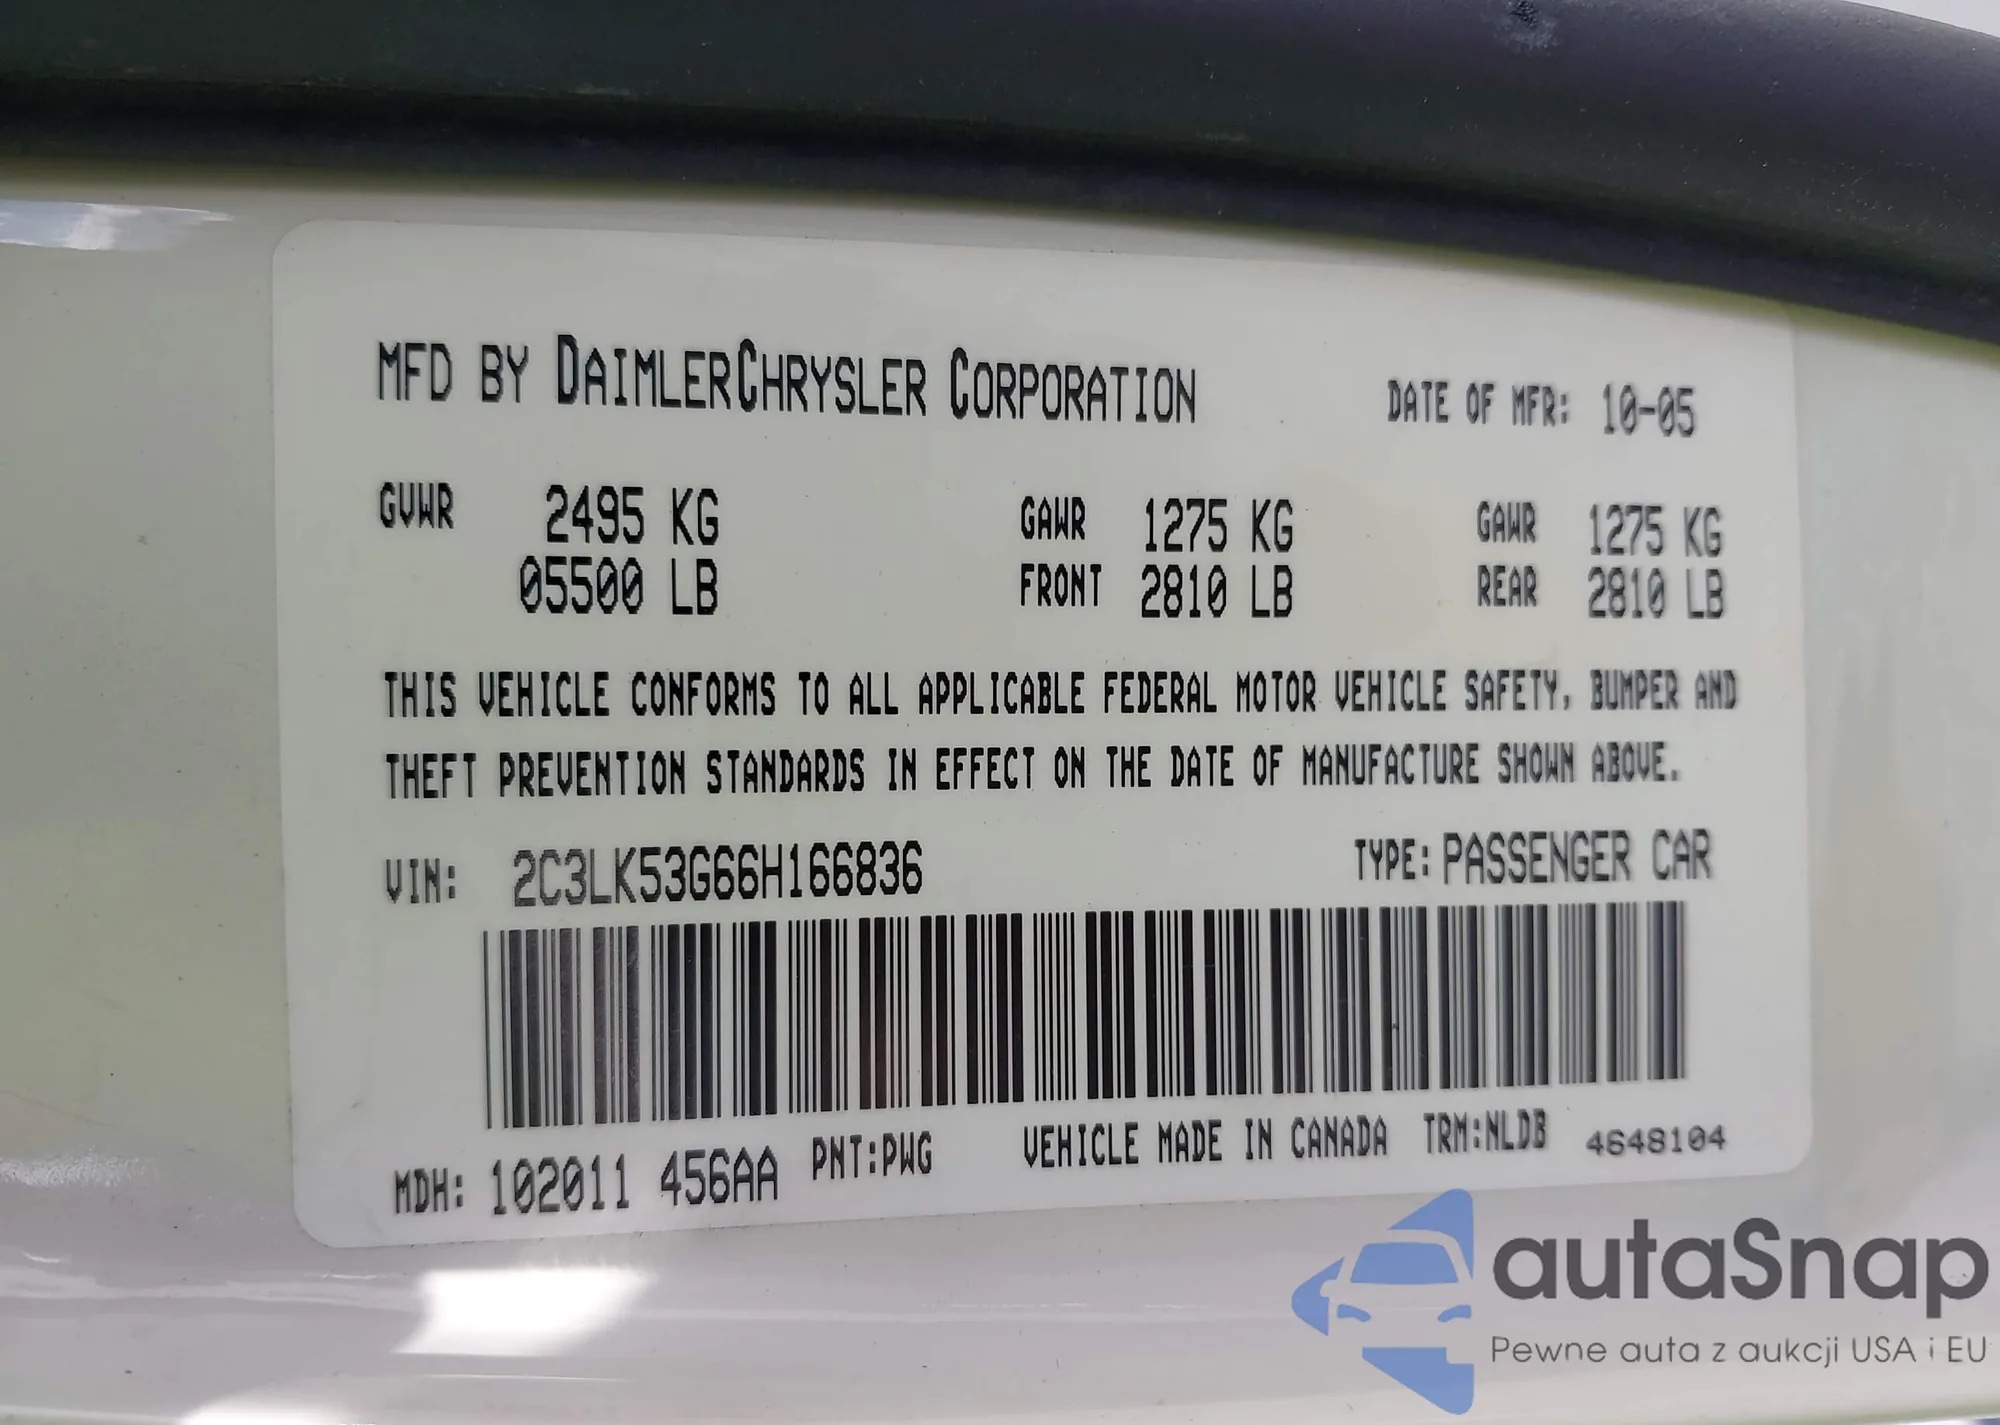 MFD BY DAIMLERCHRYSLER CORPORATION DATE OF MFR: 10-05
GVWR 2495 KG GAWR 1275 KG GAWR 1275 KG
05500 LB FRONT 2810 LB REAR 2810 LB
THIS VEHICLE CONFORMS TO ALL APPLICABLE FEDERAL MOTOR VEHICLE SAFETY, BUMPER AND
THEFT PREVENTION STANDARDS IN EFFECT ON THE DATE OF MANUFACTURE SHOWN ABOVE.
VIN: 2C3LK53G66H166836 TYPE: PASSENGER CAR
MDH: 102011 456AA PNT:PWG VEHICLE MADE IN CANADA TRM:NLDB 4648104
autaSnap
Pewne auta z aukcji USA i EU